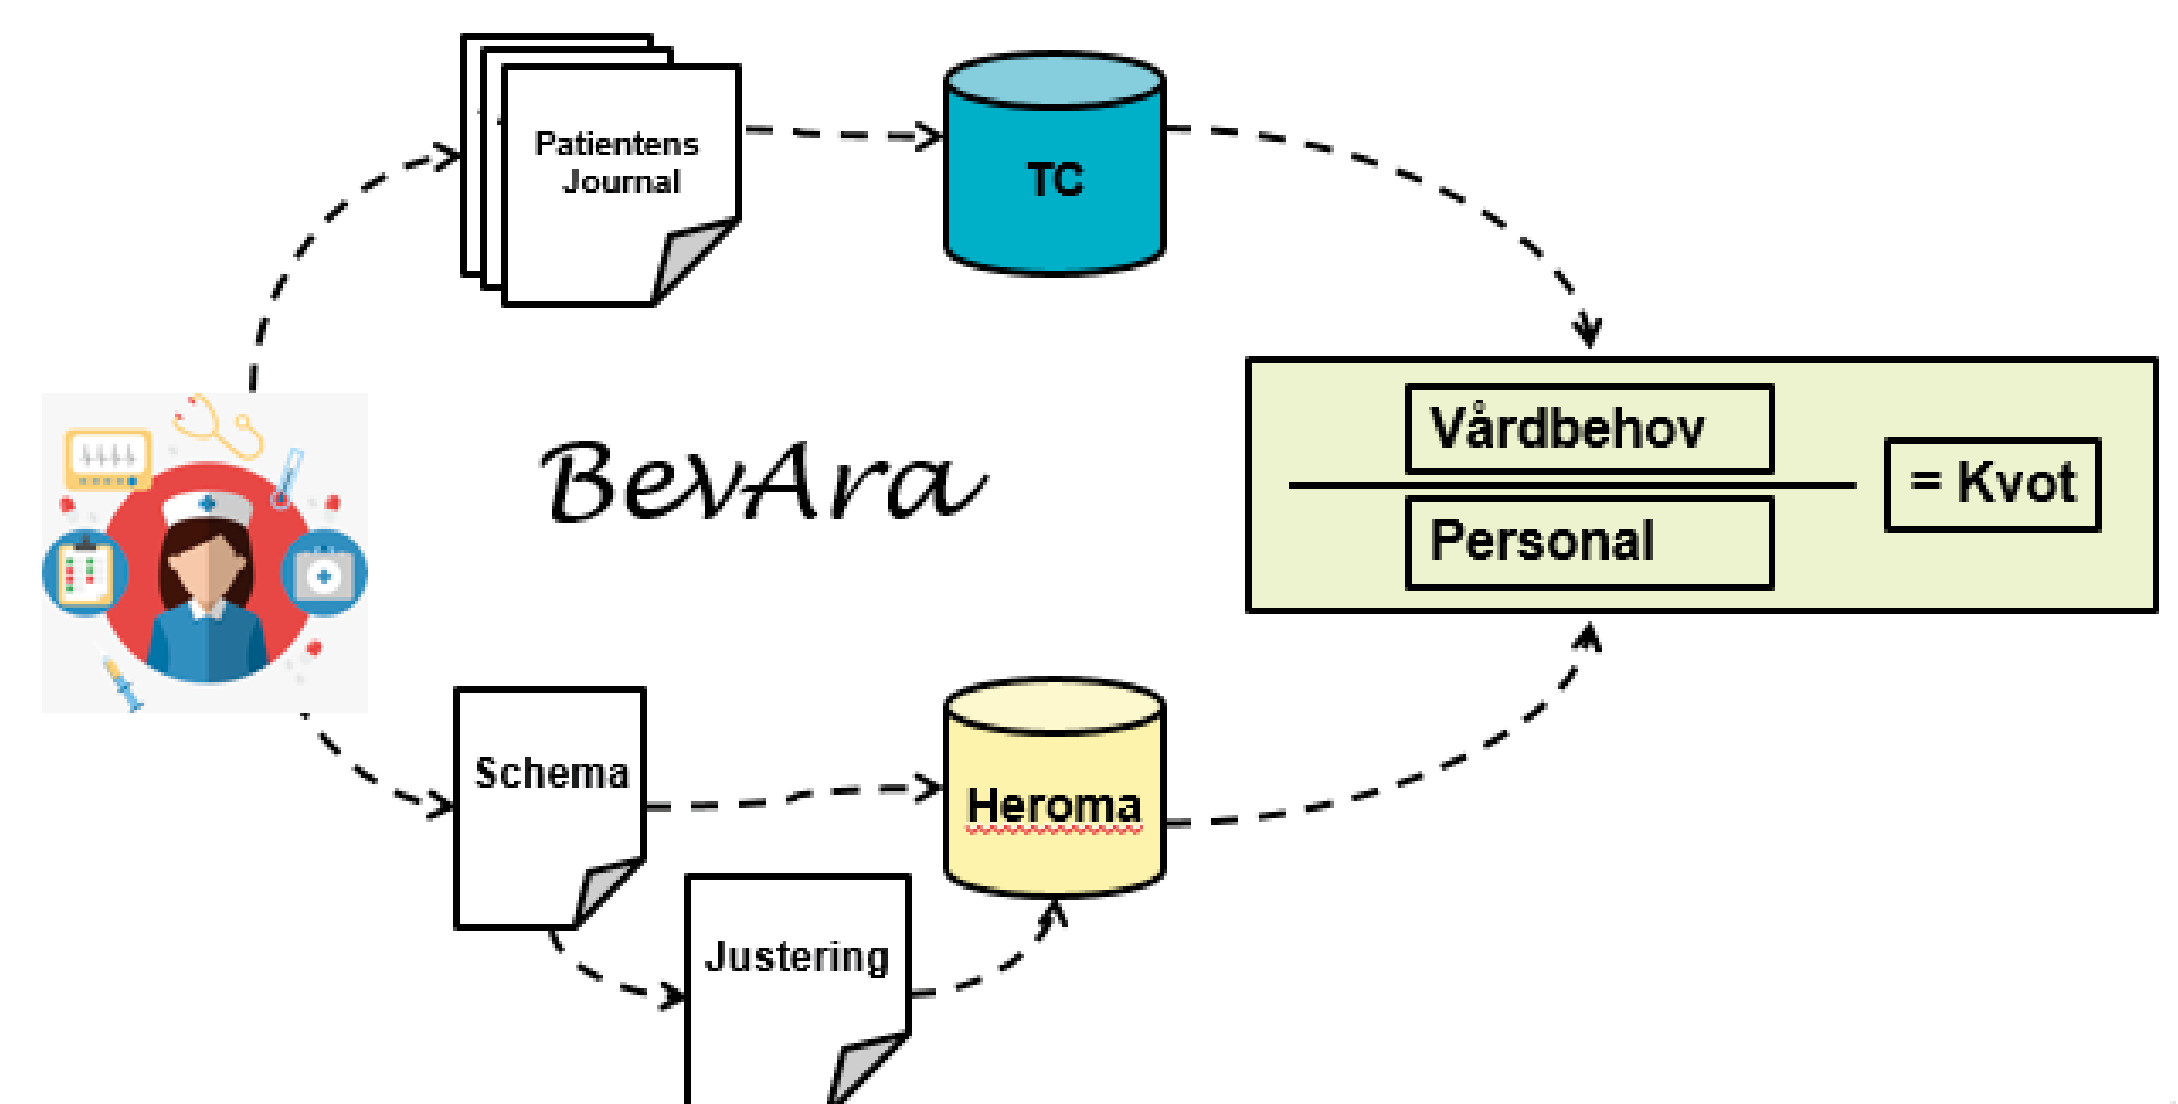 Patientens
Journal
TC
Vårdbehov
= Kvot
Personal
BevAra
Schema
Heroma
Justering